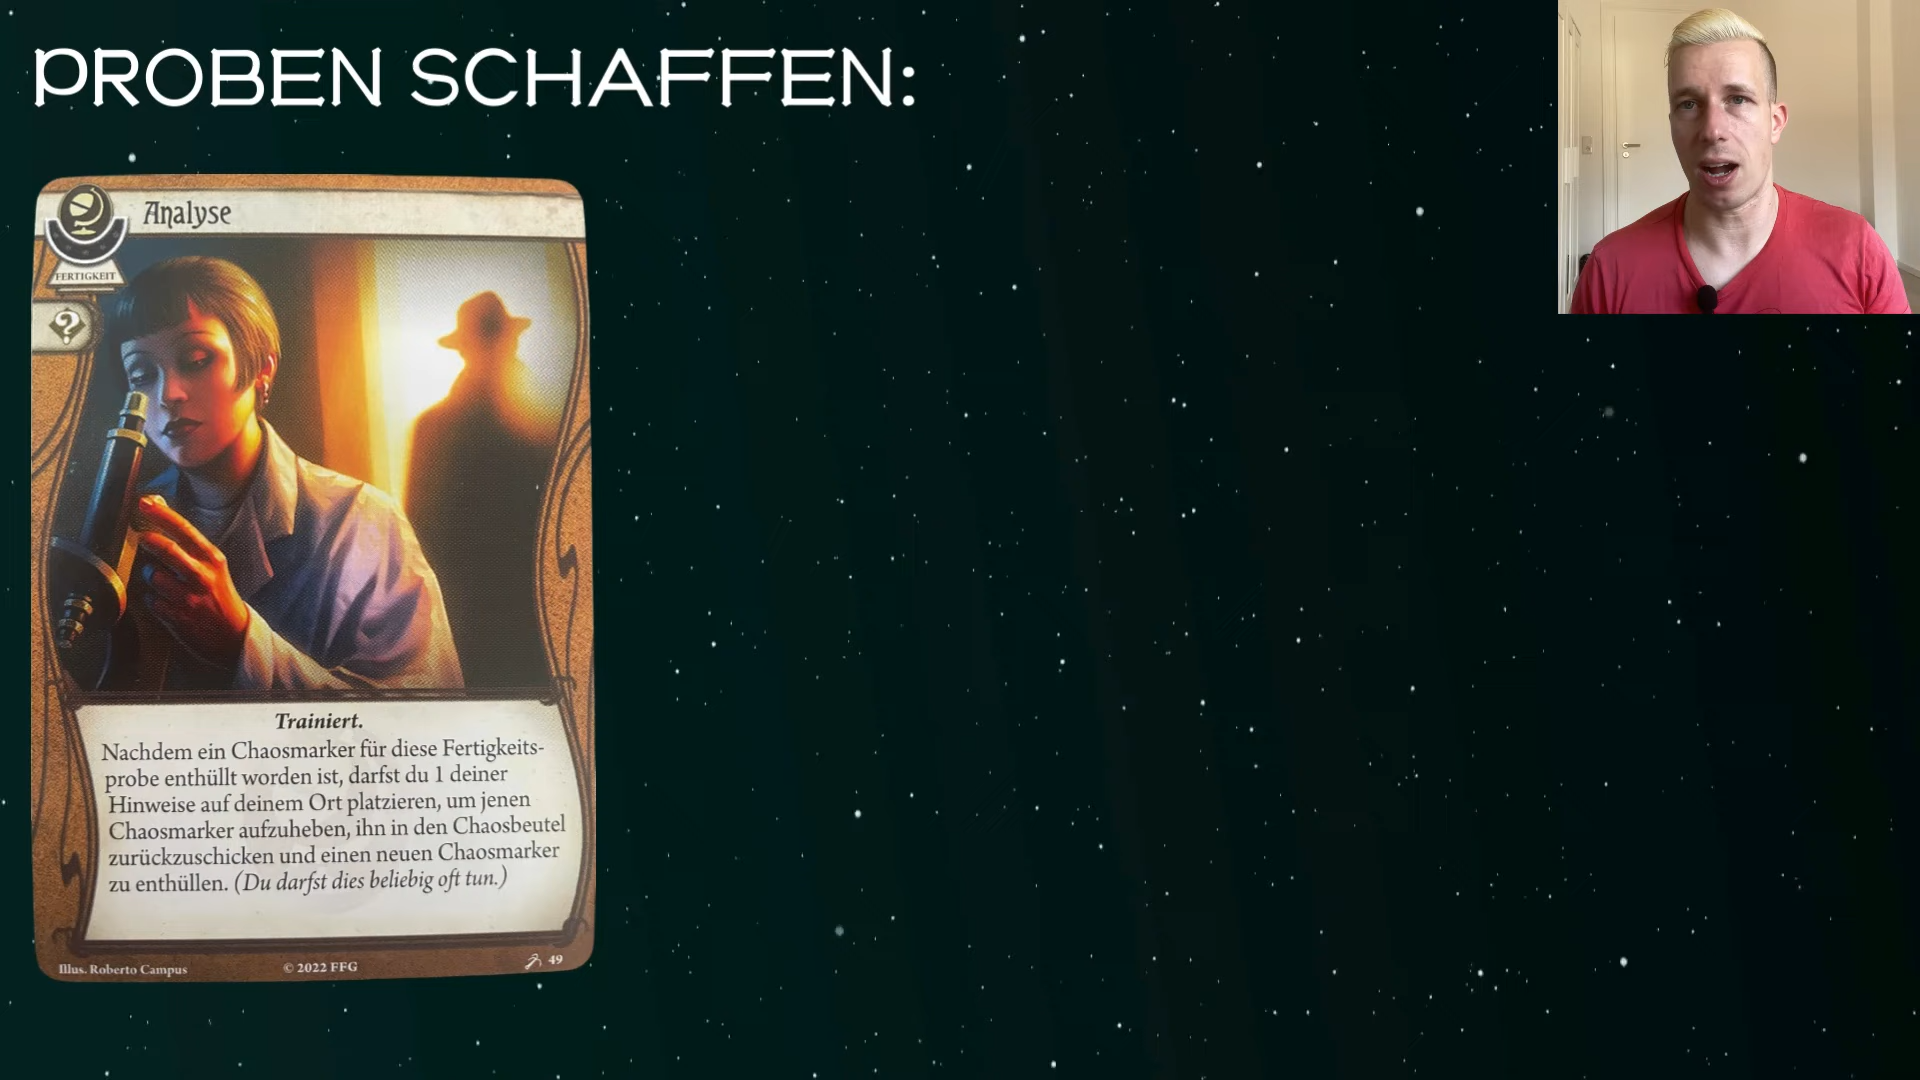 PROBEN SCHAFFEN:
Analyse
FERTIGKEIT
?
Trainiert.
Nachdem ein Chaosmarker für diese Fertigkeits-
probe enthüllt worden ist, darfst du 1 deiner
Hinweise auf deinem Ort platzieren, um jenen
Chaosmarker aufzuheben, ihn in den Chaosbeutel
zurückzuschicken und einen neuen Chaosmarker
zu enthüllen. (Du darfst dies beliebig oft tun.)
Illus. Roberto Campus © 2022 FFG 49